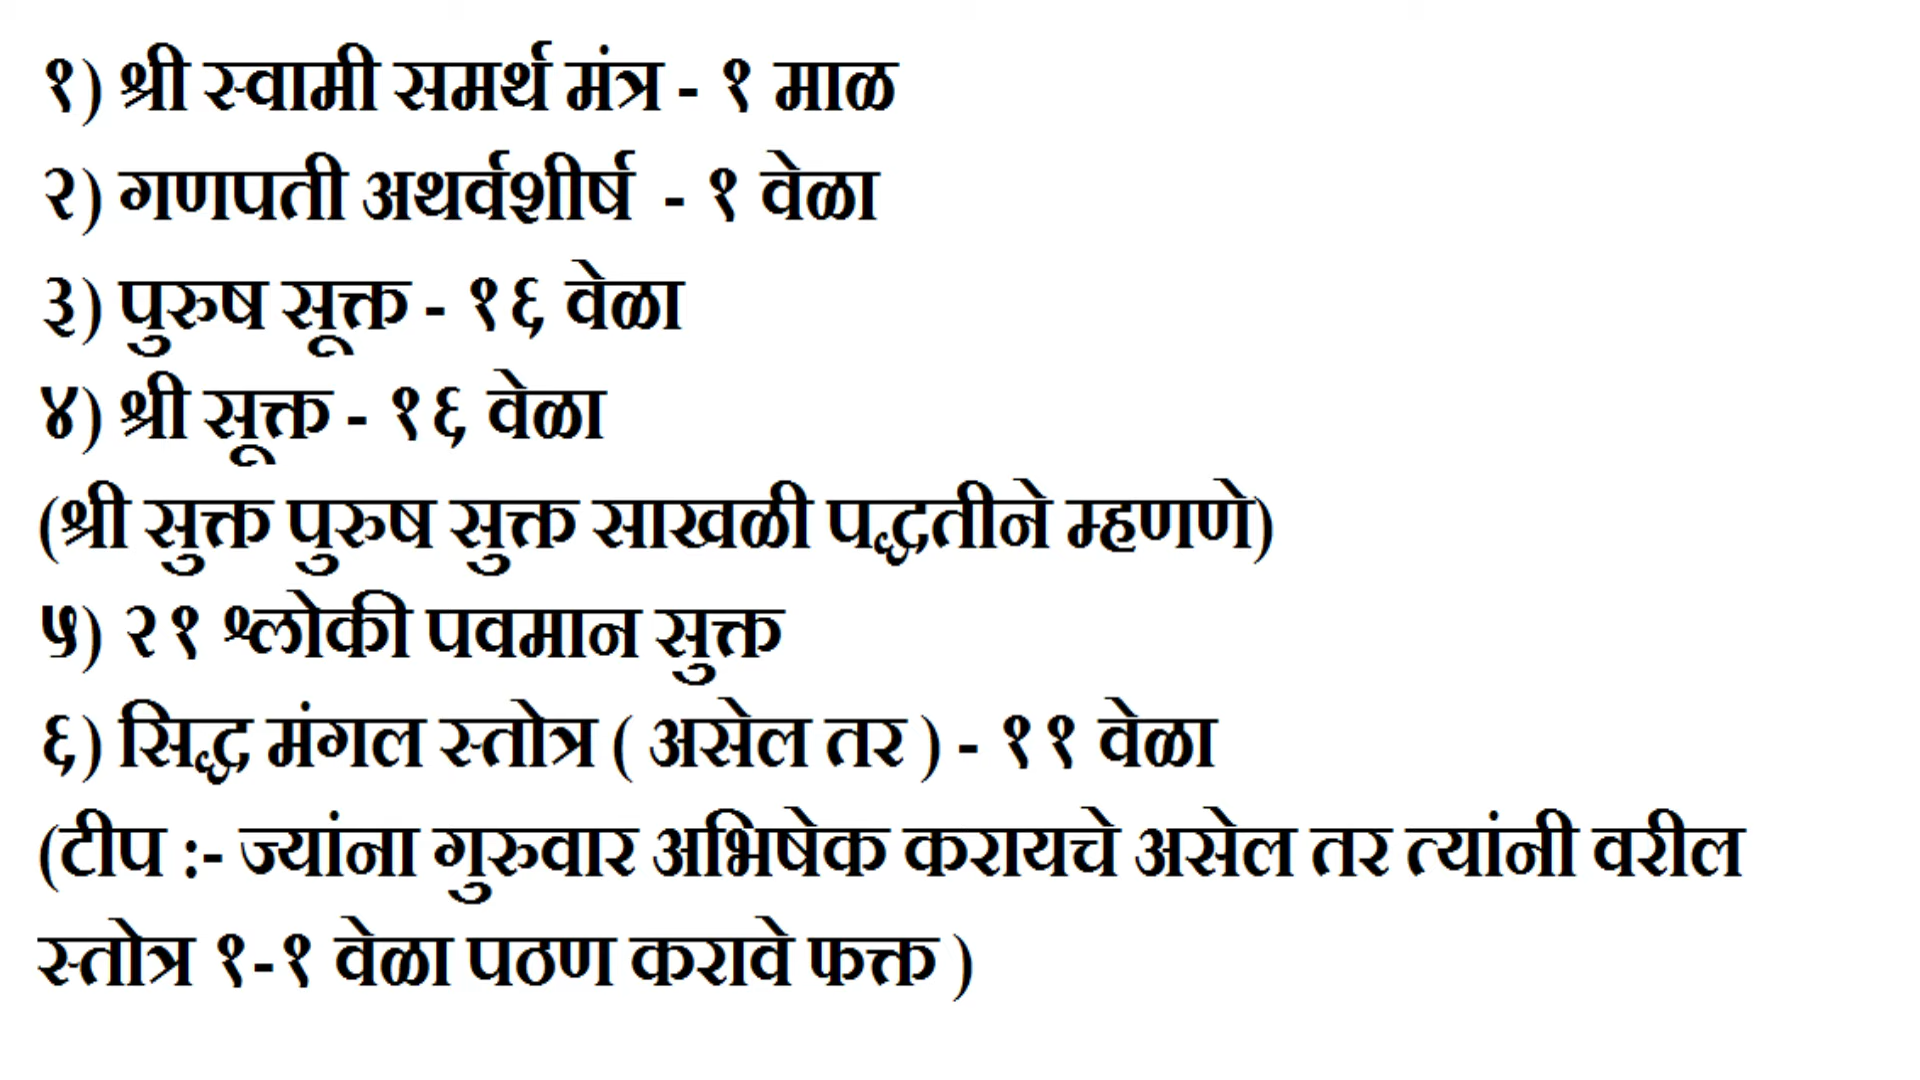 १) श्री स्वामी समर्थ मंत्र - १ माळ
२) गणपती अथर्वशीर्ष - १ वेळा
३) पुरुष सूक्त - १६ वेळा
४) श्री सूक्त - १६ वेळा
(श्री सुक्त पुरुष सुक्त साखळी पद्धतीने म्हणणे)
५) २१ श्लोकी पवमान सुक्त
६) सिद्ध मंगल स्तोत्र ( असेल तर ) - ११ वेळा
(टीप :- ज्यांना गुरुवार अभिषेक करायचे असेल तर त्यांनी वरील
स्तोत्र १-१ वेळा पठण करावे फक्त )